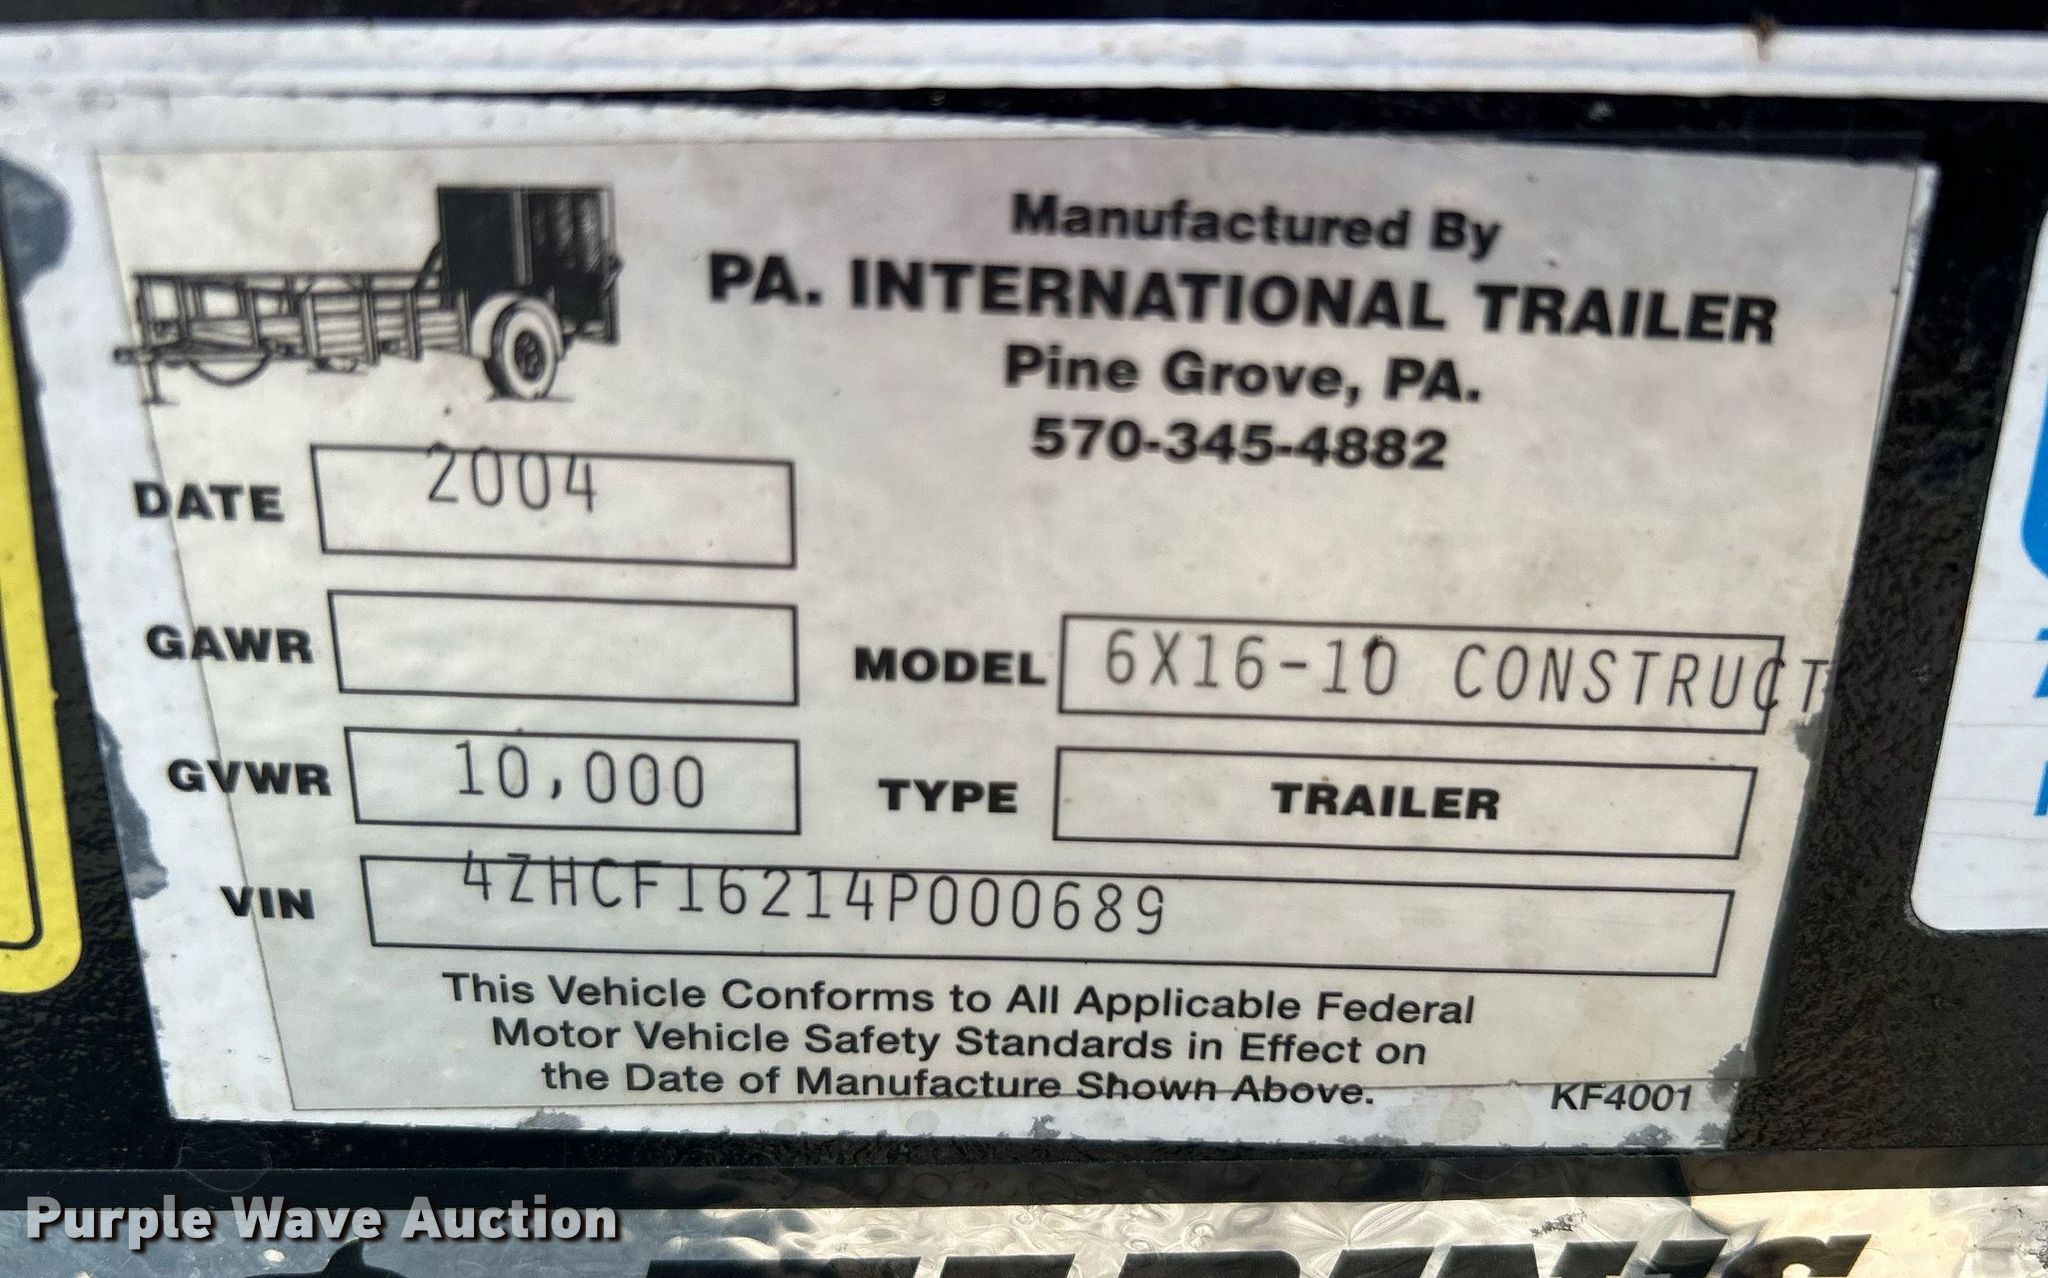 Manufactured By
PA. INTERNATIONAL TRAILER
Pine Grove, PA.
570-345-4882
DATE 2004
GAWR
MODEL 6X16-10 CONSTRUCT
GVWR 10,000
TYPE TRAILER
VIN 4ZHCF16214P000689
This Vehicle Conforms to All Applicable Federal
Motor Vehicle Safety Standards in Effect on
the Date of Manufacture Shown Above.
KF4001
Purple Wave Auction